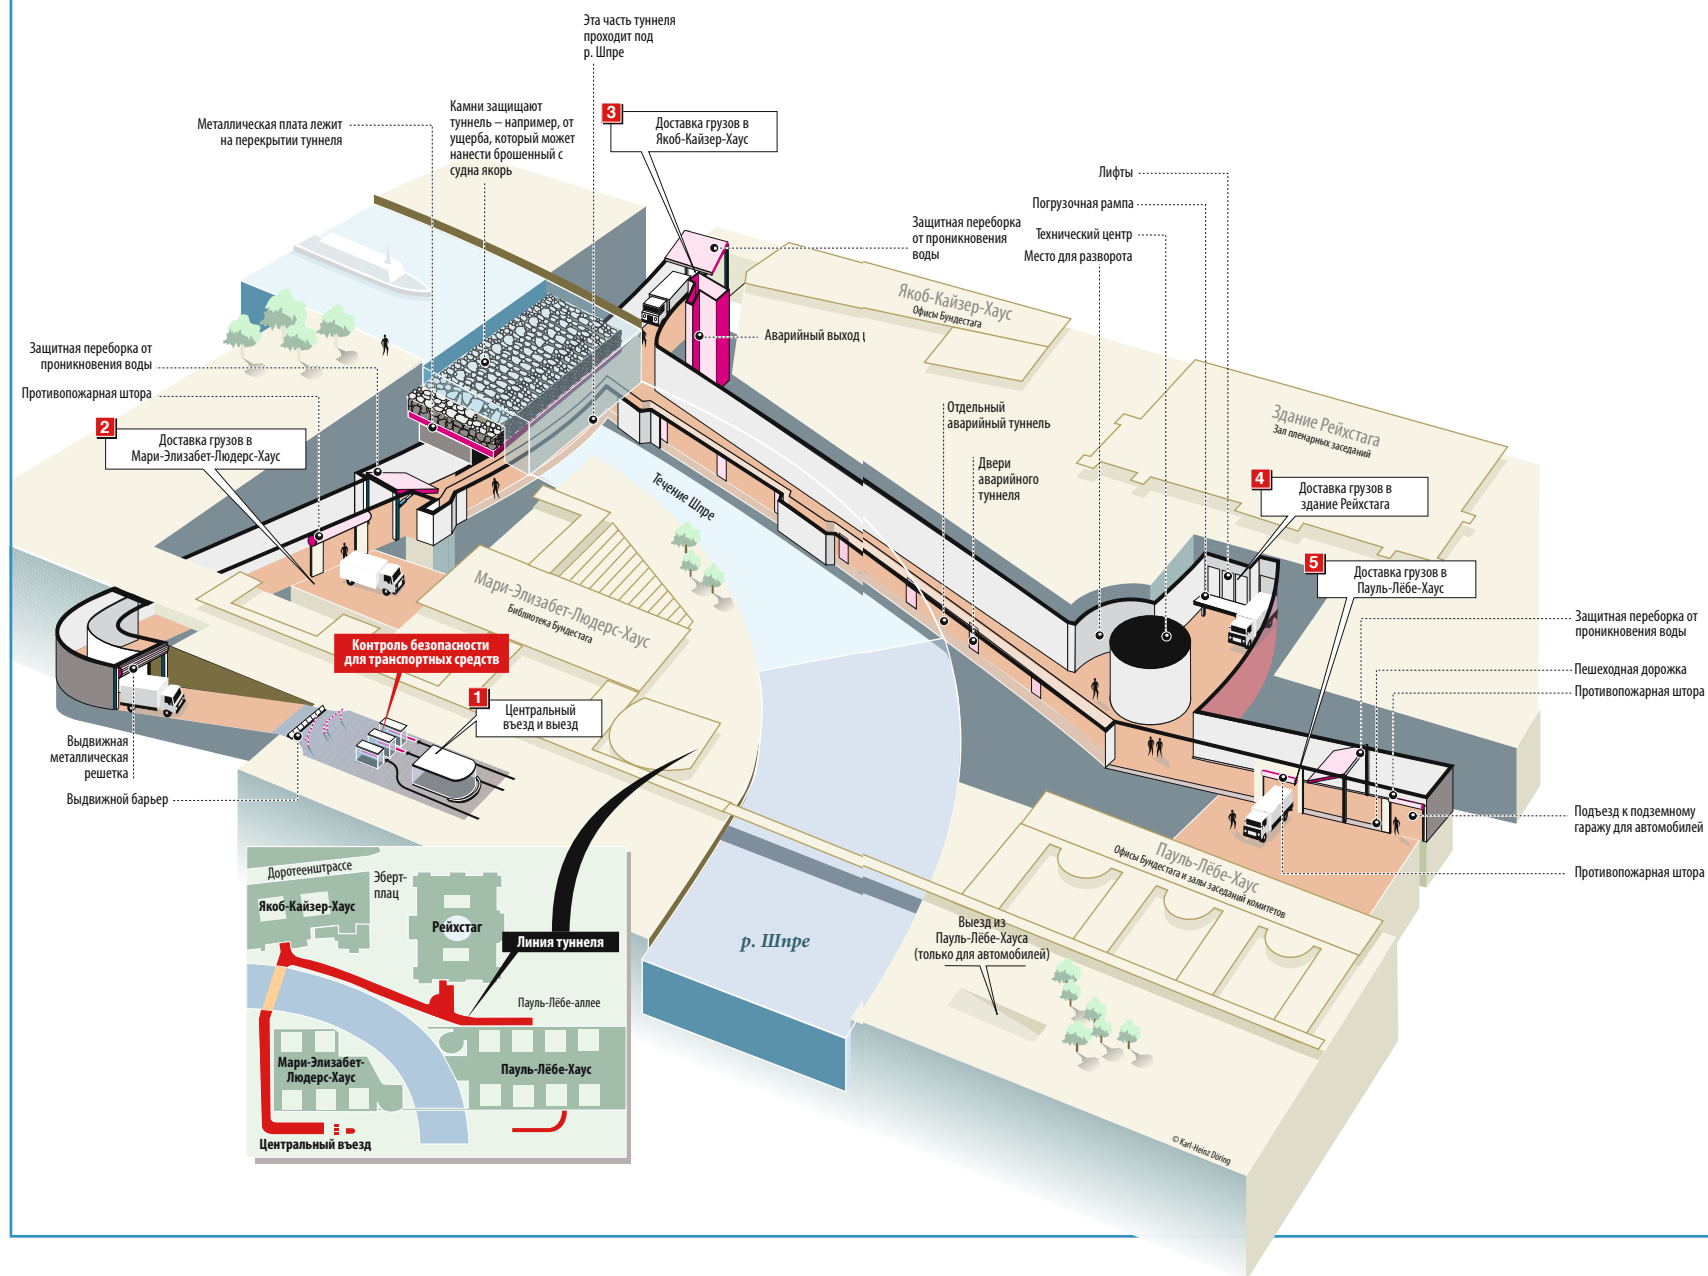 Эта часть туннеля
проходит под
р. Шпре
Камни защищают
туннель – например, от
ущерба, который может
нанести брошенный с
судна якорь
Металлическая плата лежит
на перекрытии туннеля
3
Доставка грузов в
Якоб-Кайзер-Хаус
Лифты
Погрузочная рампа
Технический центр
Место для разворота
Защитная переборка
от проникновения
воды
Якоб-Кайзер-Хаус
Офисы Бундестага
Аварийный выход
Защитная переборка от
проникновения воды
Противопожарная штора
2
Доставка грузов в
Мари-Элизабет-Людерс-Хаус
Отдельный
аварийный туннель
Двери
аварийного
туннеля
Здание Рейхстага
Зал пленарных заседаний
4
Доставка грузов в
здание Рейхстага
5
Доставка грузов в
Пауль-Лёбе-Хаус
Течение Шпре
Мари-Элизабет-Людерс-Хаус
Библиотека Бундестага
Контроль безопасности
для транспортных средств
1
Центральный
въезд и выезд
Выдвижная
металлическая
решетка
Выдвижной барьер
Защитная переборка от
проникновения воды
Пешеходная дорожка
Противопожарная штора
Подъезд к подземному
гаражу для автомобилей
Противопожарная штора
Пауль-Лёбе-Хаус
Офисы Бундестага и залы заседаний комитетов
Выезд из
Пауль-Лёбе-Хауса
(только для автомобилей)
р. Шпре
Доротеенштрассе
Эберт-
плац
Якоб-Кайзер-Хаус
Рейхстаг
Линия туннеля
Пауль-Лёбе-аллее
Мари-Элизабет-
Людерс-Хаус
Пауль-Лёбе-Хаус
Центральный въезд
© Karl-Heinz Döring